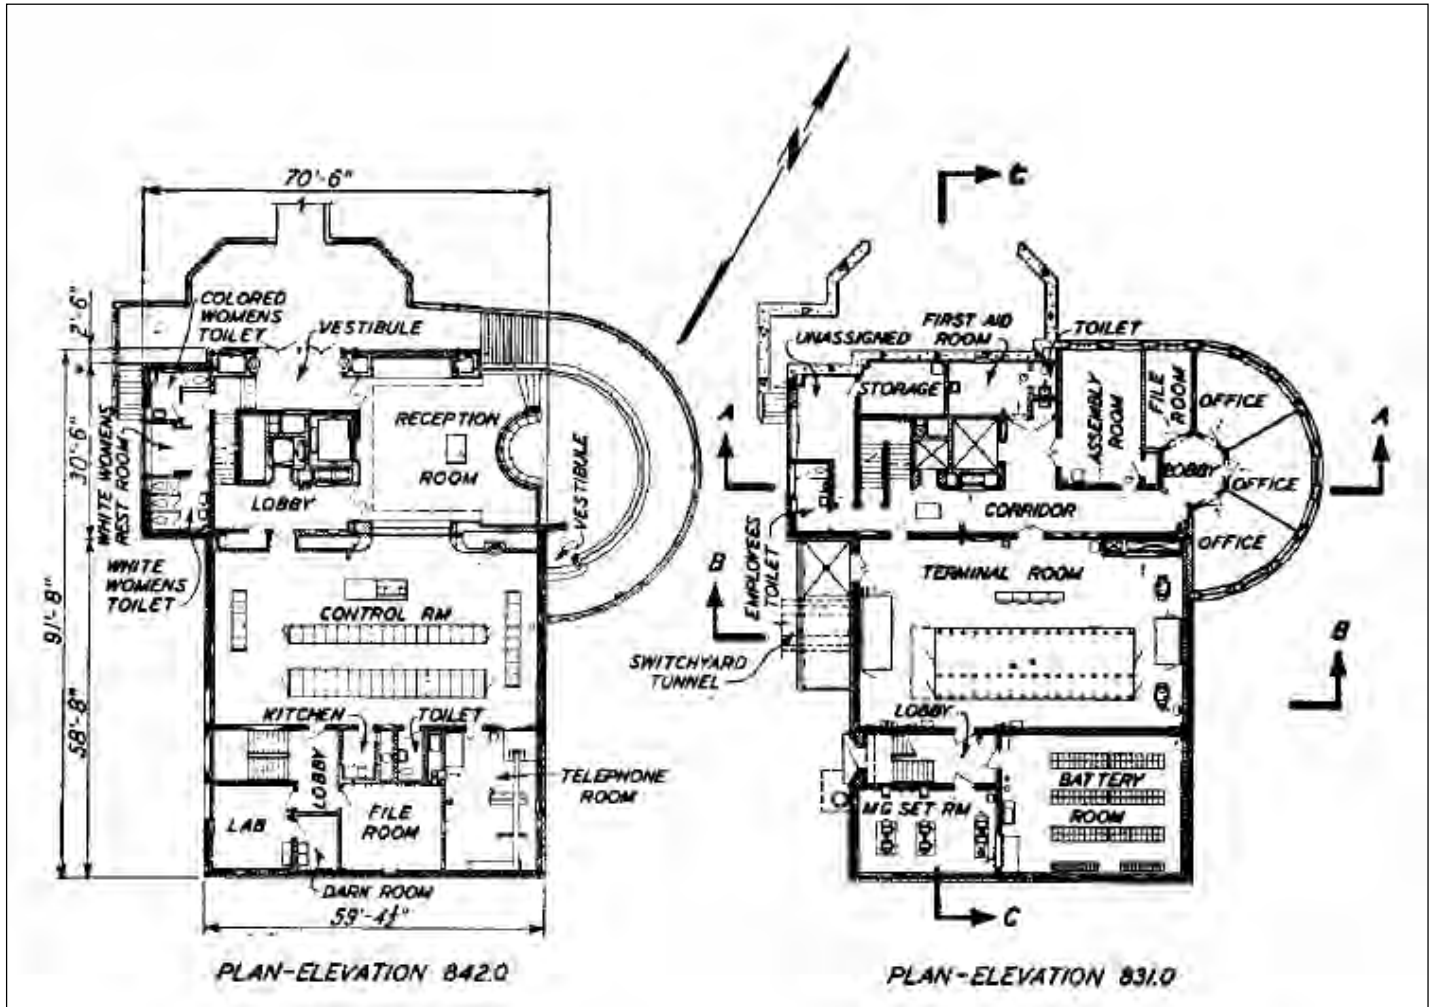 70'-6"
2'-6"
COLORED
WOMENS
TOILET
VESTIBULE
WHITE WOMENS
REST ROOM
30'-6"
RECEPTION
ROOM
LOBBY
VESTIBULE
WHITE
WOMENS
TOILET
91'-8"
58'-8"
CONTROL RM
KITCHEN
TOILET
LOBBY
TELEPHONE
ROOM
LAB
FILE
ROOM
DARK ROOM
59'-4½"
PLAN-ELEVATION 842.0
N
C
UNASSIGNED
FIRST AID
ROOM
TOILET
STORAGE
ASSEMBLY
ROOM
FILE
ROOM
OFFICE
A
A
LOBBY
OFFICE
CORRIDOR
OFFICE
EMPLOYEES
TOILET
B
TERMINAL ROOM
B
SWITCHYARD
TUNNEL
LOBBY
BATTERY
ROOM
MG SET RM
C
PLAN-ELEVATION 831.0